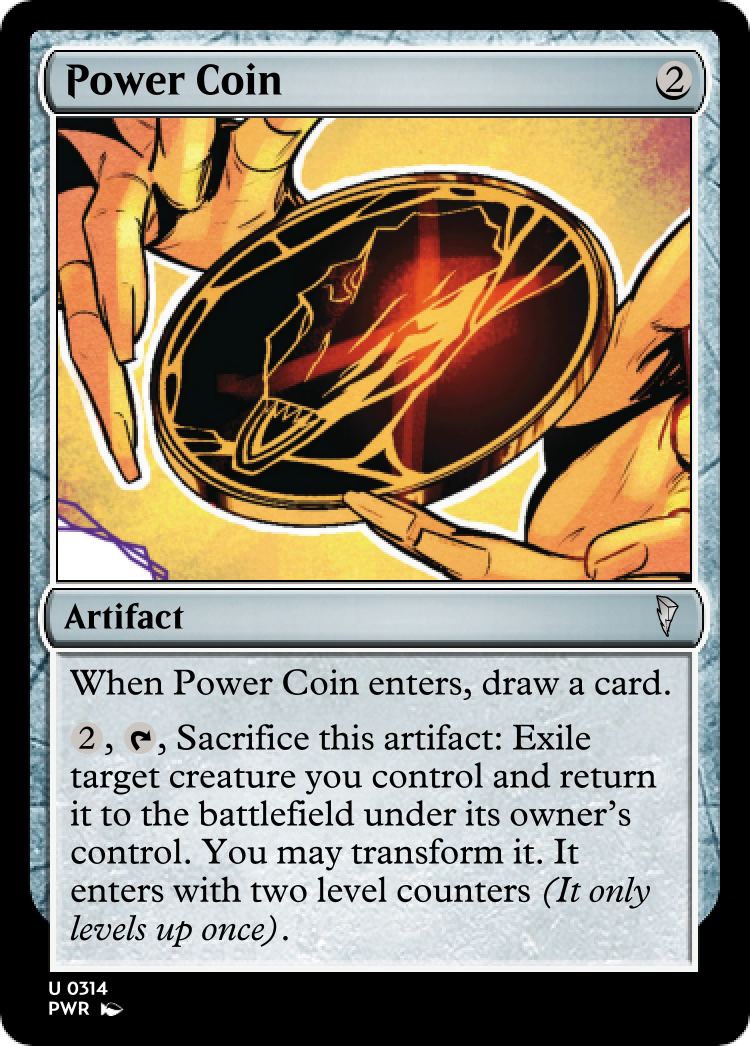 Power Coin 2
Artifact
When Power Coin enters, draw a card.
2, , Sacrifice this artifact: Exile
target creature you control and return
it to the battlefield under its owner’s
control. You may transform it. It
enters with two level counters (It only
levels up once).
U 0314
PWR